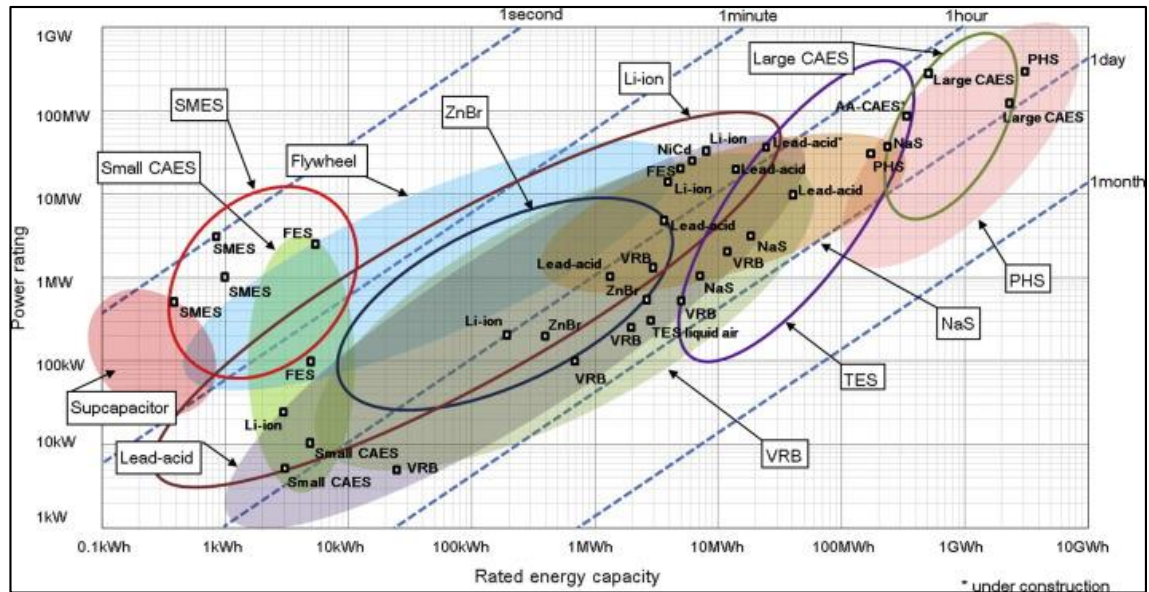 1second
1minute
1hour
1GW
Large CAES
PHS
1day
Li-ion
Large CAES
SMES
ZnBr
AA-CAES*
Large CAES
100MW
Small CAES
Flywheel
NiCd
Li-ion
Lead-acid*
NaS
FES
Lead-acid
PHS
Li-ion
10MW
Lead-acid
1month
FES
Lead-acid
SMES
VRB
NaS
Lead-acid
VRB
1MW
SMES
ZnBr
NaS
PHS
SMES
VRB
Li-ion
ZnBr
TES liquid air
NaS
VRB
100kW
FES
VRB
TES
Supcapacitor
Li-ion
10kW
Lead-acid
Small CAES
VRB
VRB
Small CAES
1kW
Power rating
0.1kWh
1kWh
10kWh
100kWh
1MWh
10MWh
100MWh
1GWh
10GWh
Rated energy capacity
* under construction